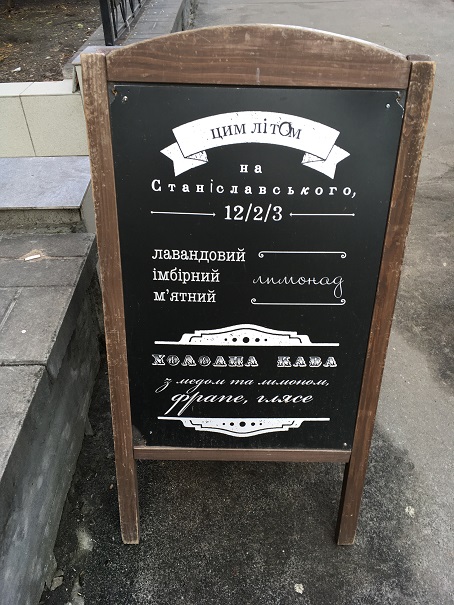 ЦИМ ЛІТОМ
на
Станіславського,
12/2/3
лавандовий
імбірний
м'ятний
лимонад
ХОЛОДНА КАВА
з медом та лимоном,
фрапе, глясе